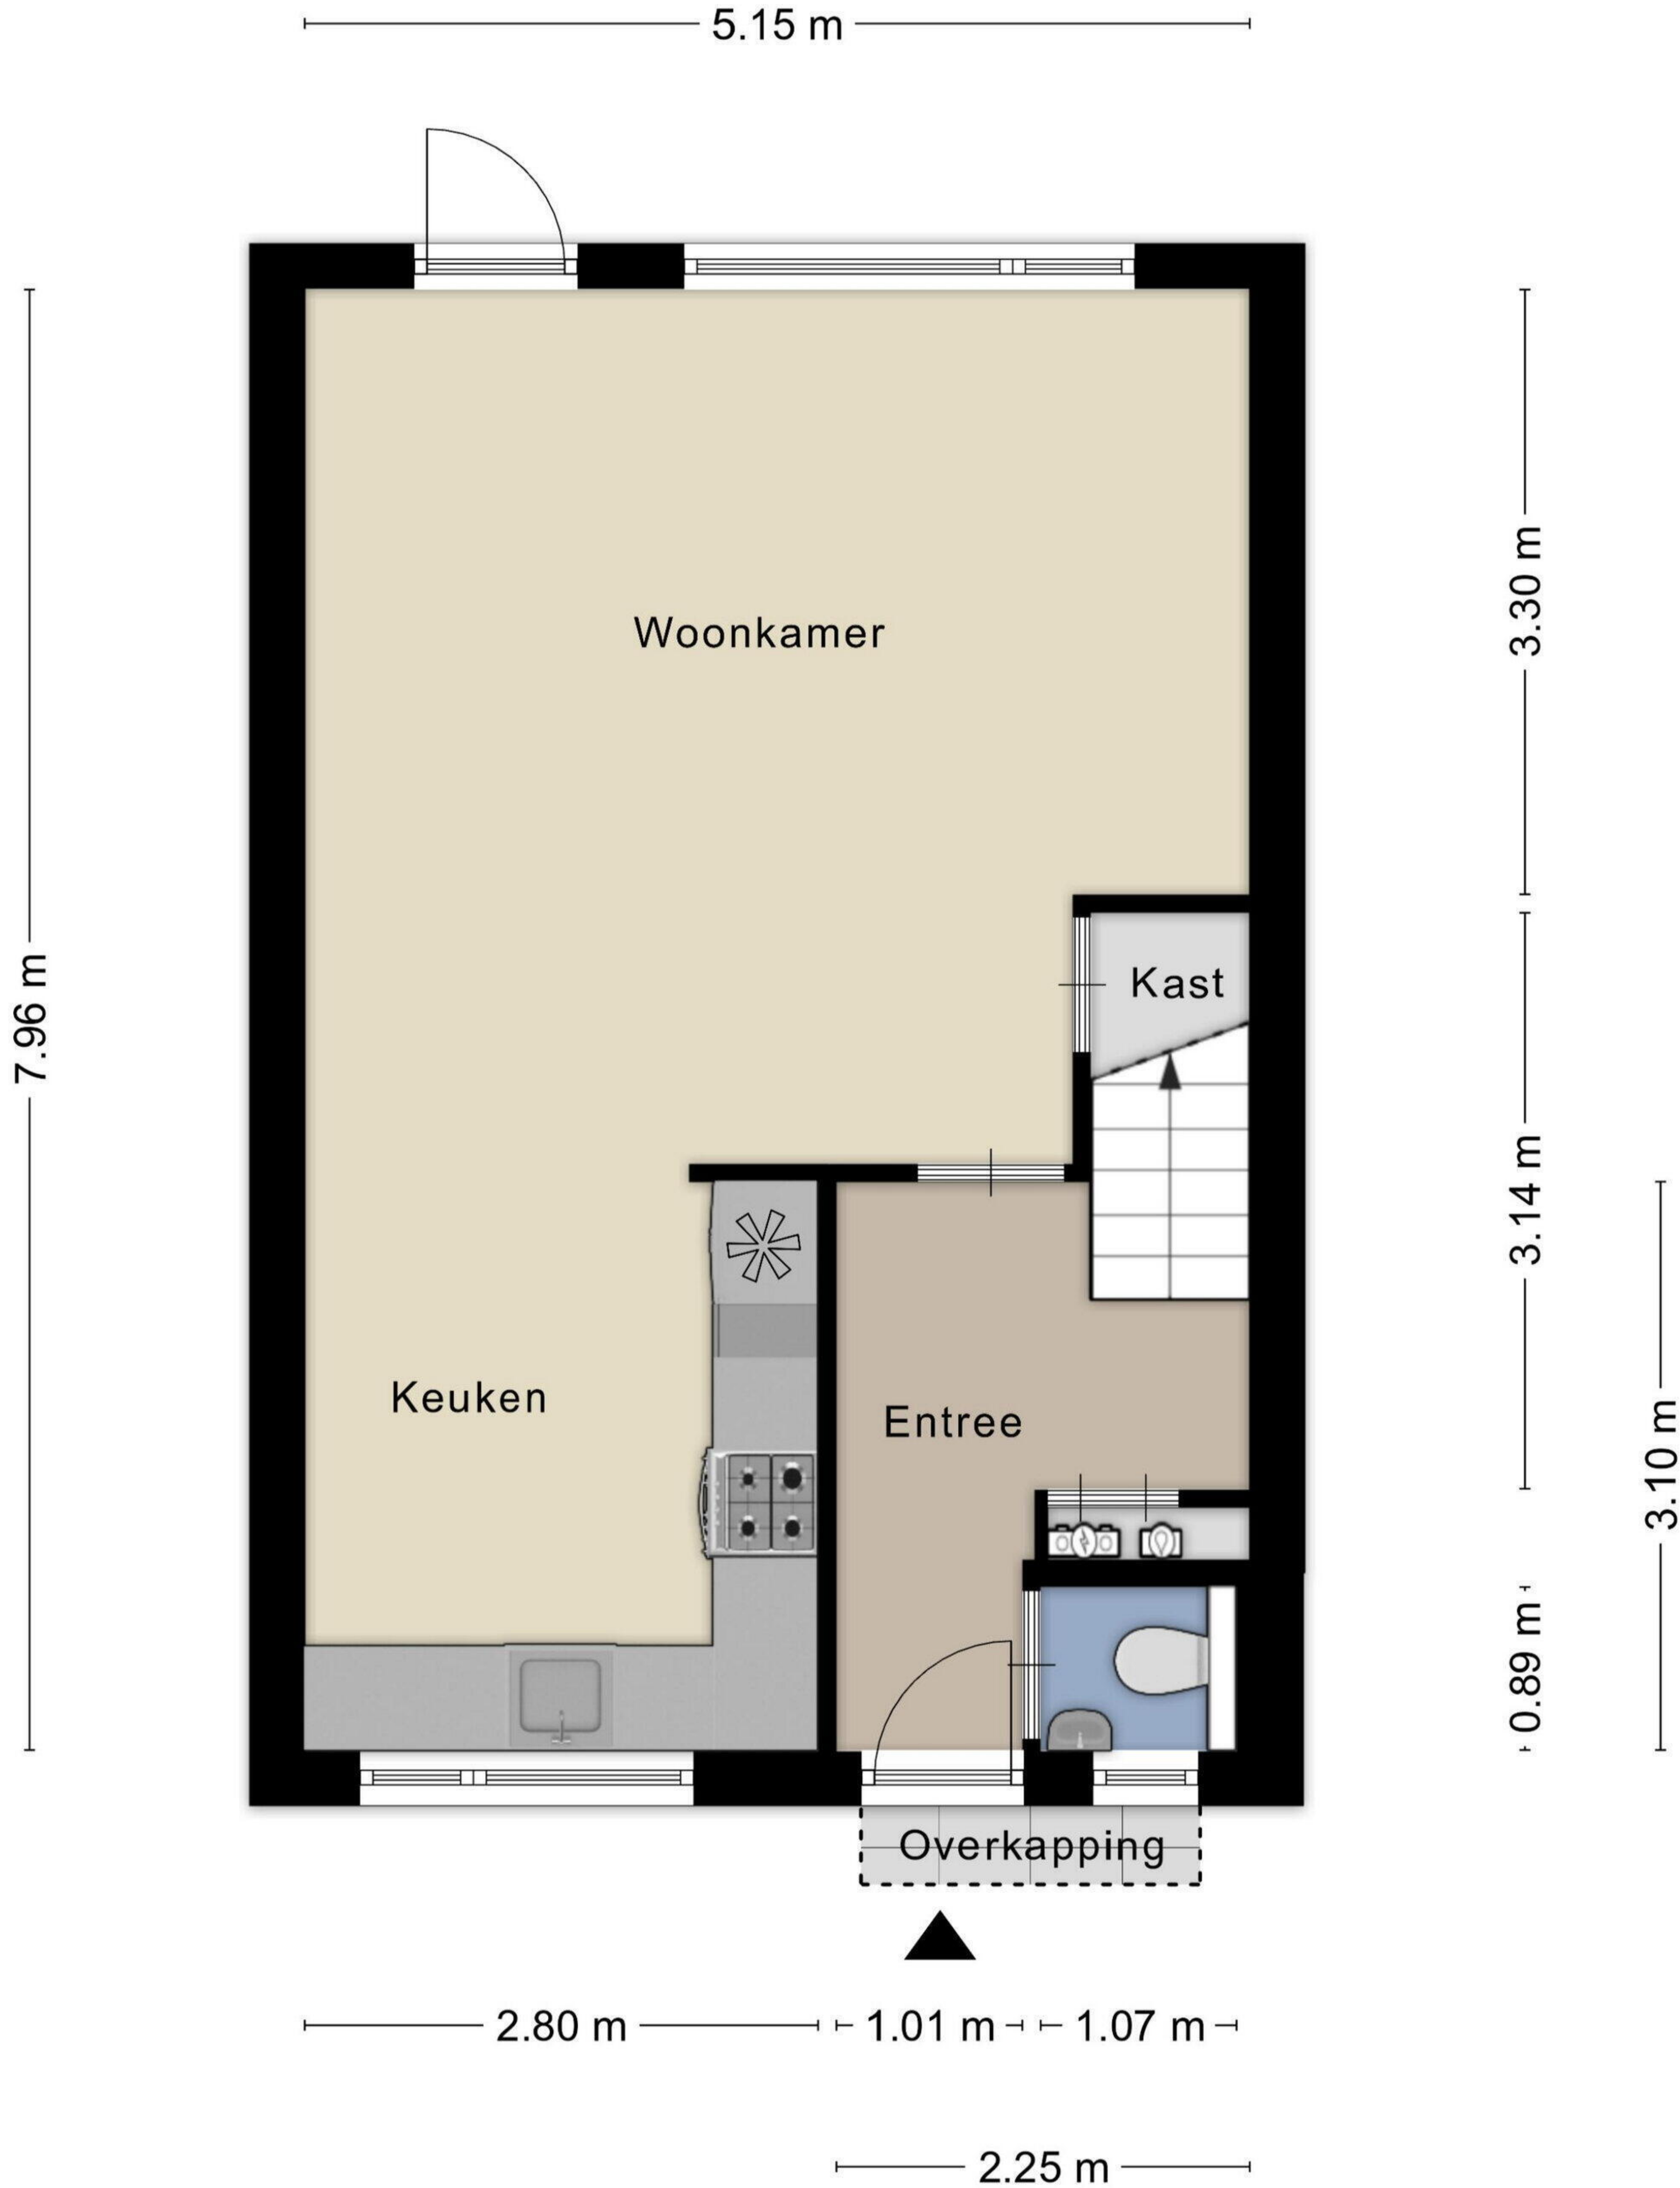 5.15 m
Woonkamer
3.30 m
7.96 m
Kast
3.14 m
Keuken
Entree
3.10 m
0.89 m
Overkapping
2.80 m
1.01 m
1.07 m
2.25 m